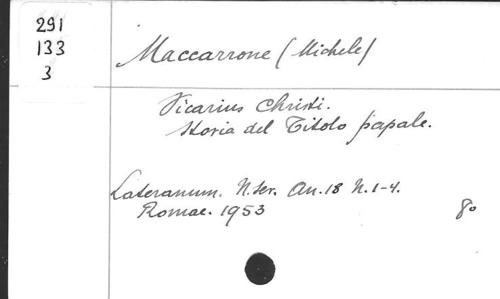 291
133
3
Maccarrone (Michele)
Vicarius Christi.
Storia del Titolo papale.
Lateranum. N. Ser. An. 18 N. 1-4.
Romae. 1953 8o